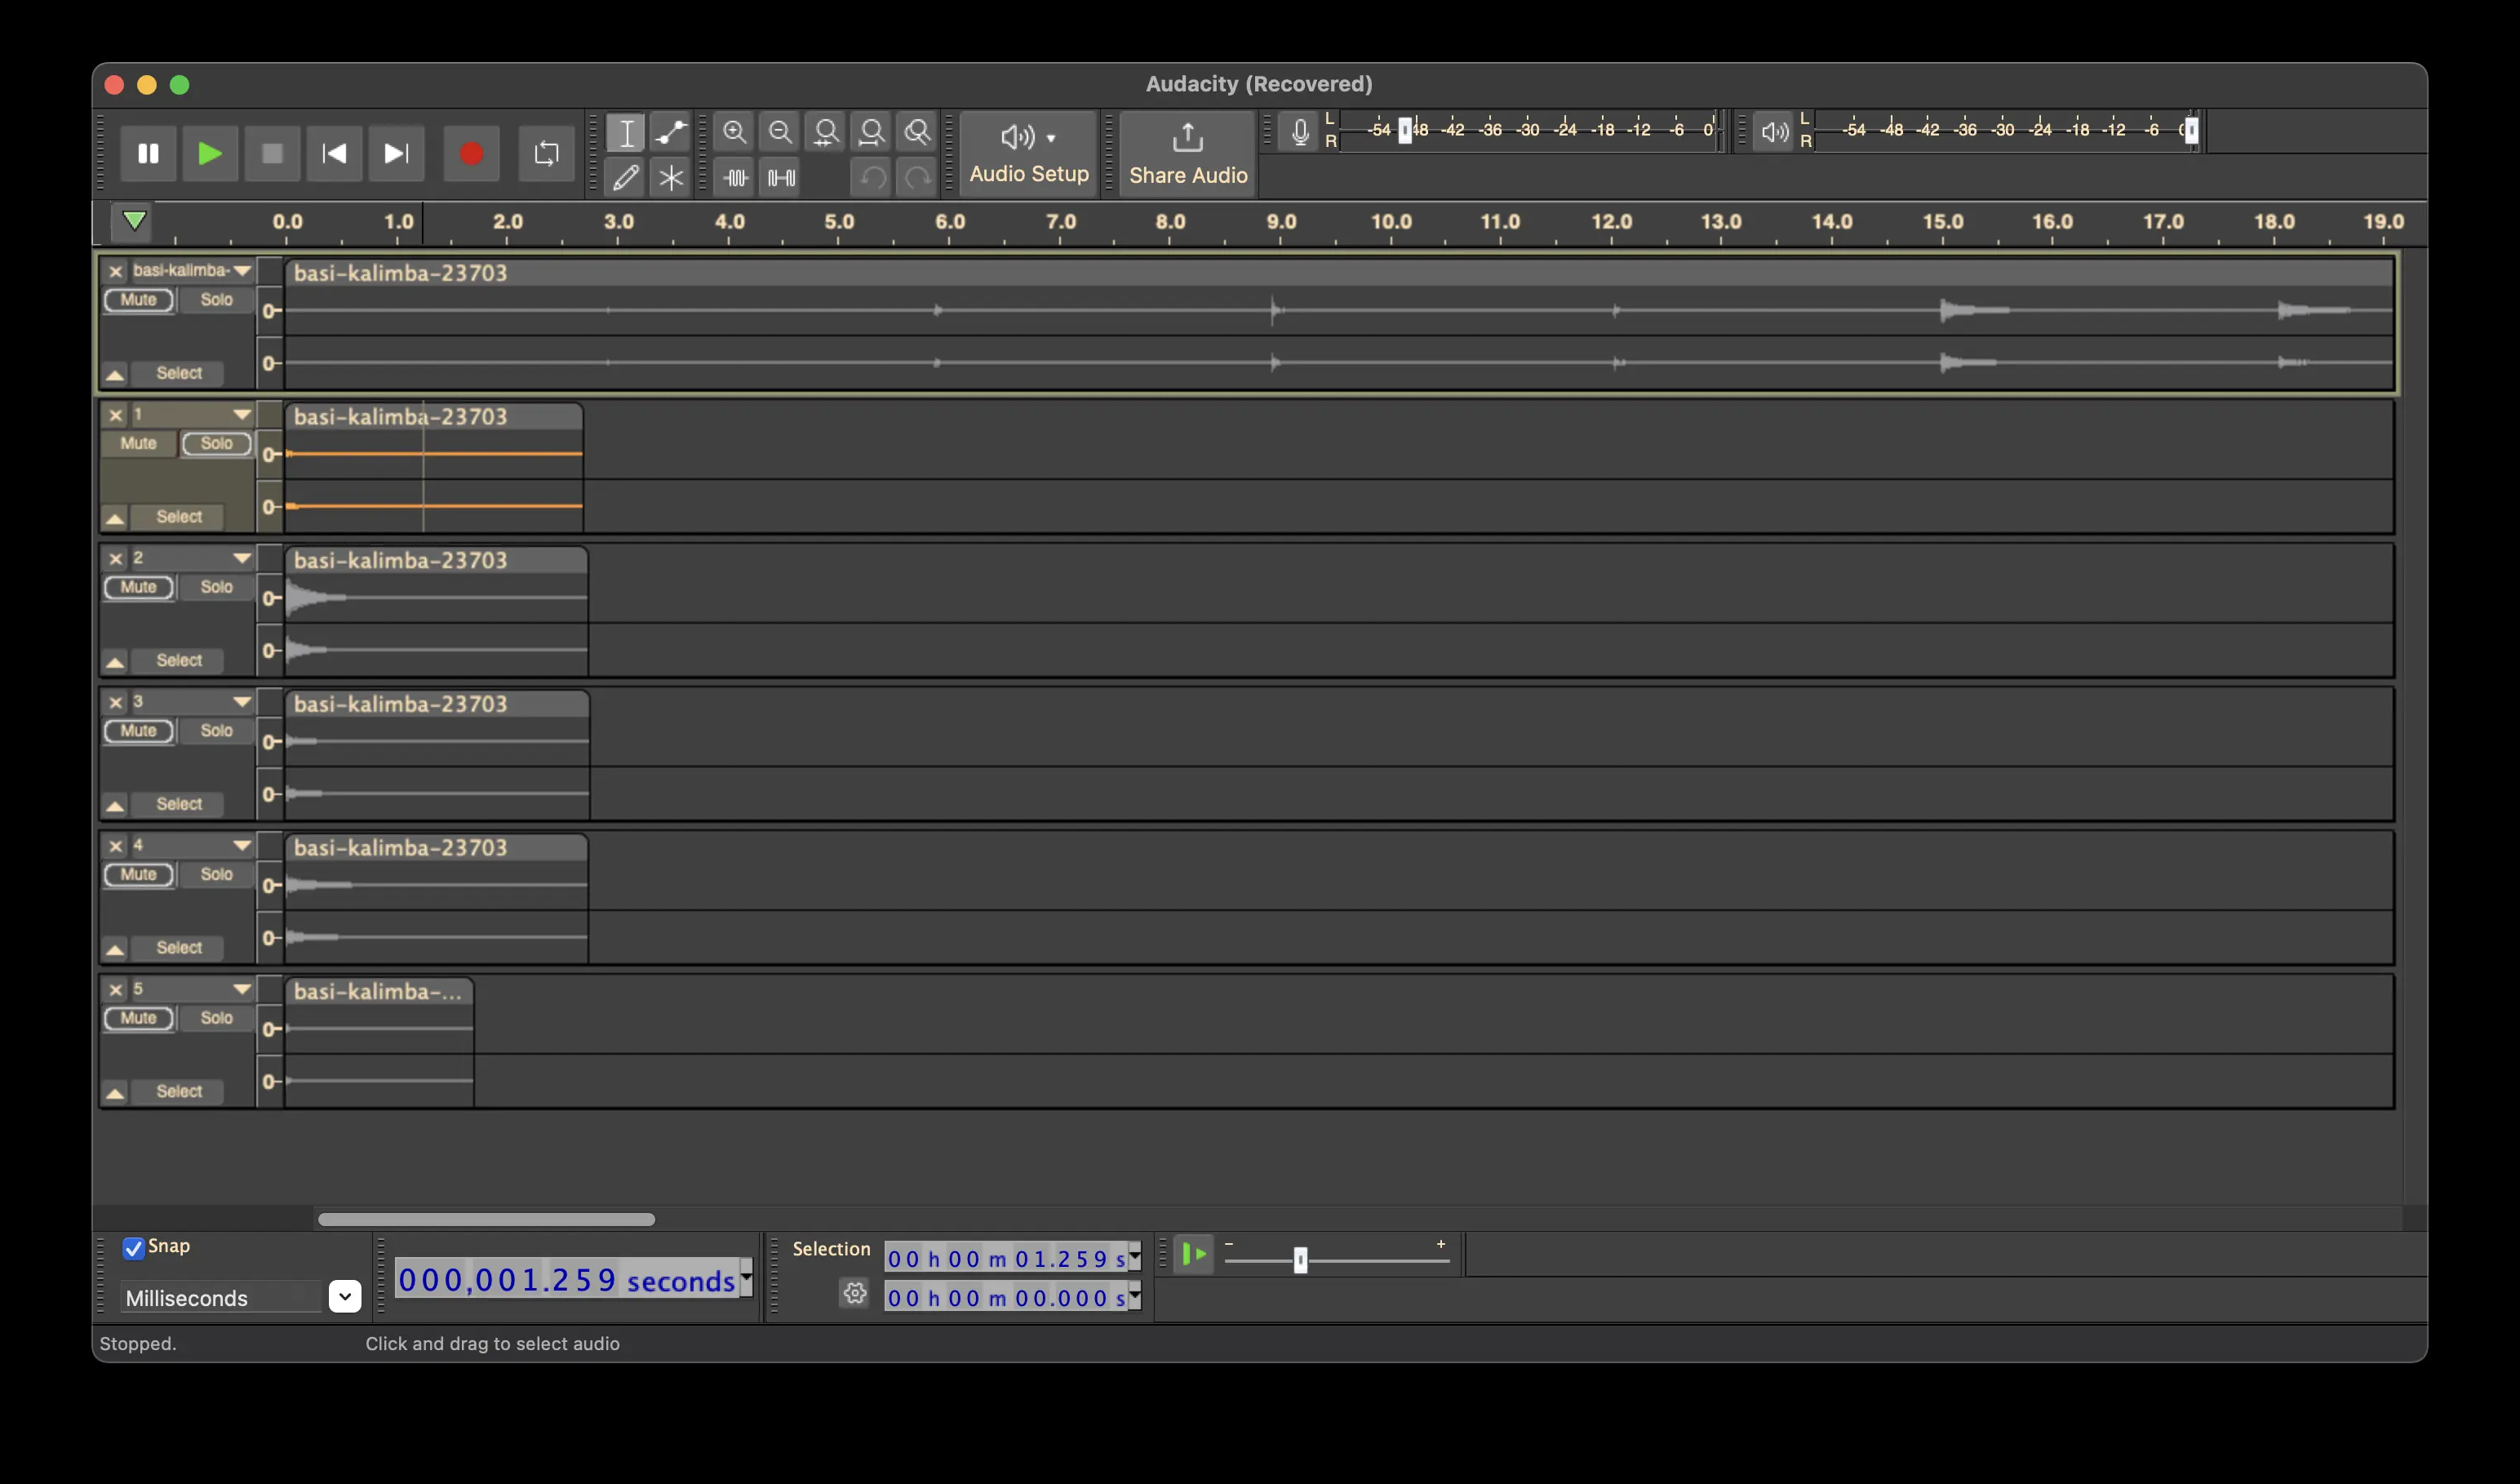 Audacity (Recovered)
Audio Setup
Share Audio
L
R
-54 -48 -42 -36 -30 -24 -18 -12 -6 0
L
R
-54 -48 -42 -36 -30 -24 -18 -12 -6
0.0 1.0 2.0 3.0 4.0 5.0 6.0 7.0 8.0 9.0 10.0 11.0 12.0 13.0 14.0 15.0 16.0 17.0 18.0 19.0
basi-kalimba-
basi-kalimba-23703
Mute Solo
0
0
Select
1
basi-kalimba-23703
Mute Solo
0
0
Select
2
basi-kalimba-23703
Mute Solo
0
0
Select
3
basi-kalimba-23703
Mute Solo
0
0
Select
4
basi-kalimba-23703
Mute Solo
0
0
Select
5
basi-kalimba-...
Mute Solo
0
0
Select
Snap
Milliseconds
000,001.259 seconds
Selection
00 h 00 m 01.259 s
00 h 00 m 00.000 s
- +
Stopped.
Click and drag to select audio